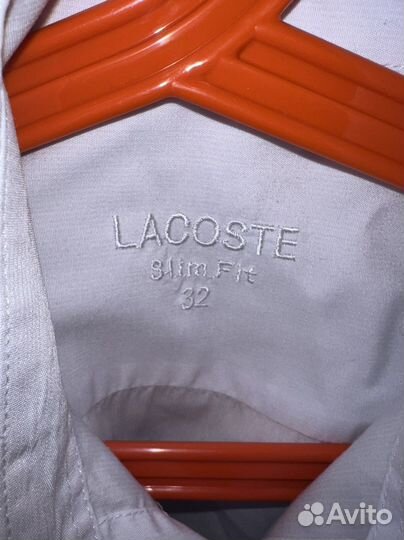 LACOSTE
Slim Fit
32
Avito